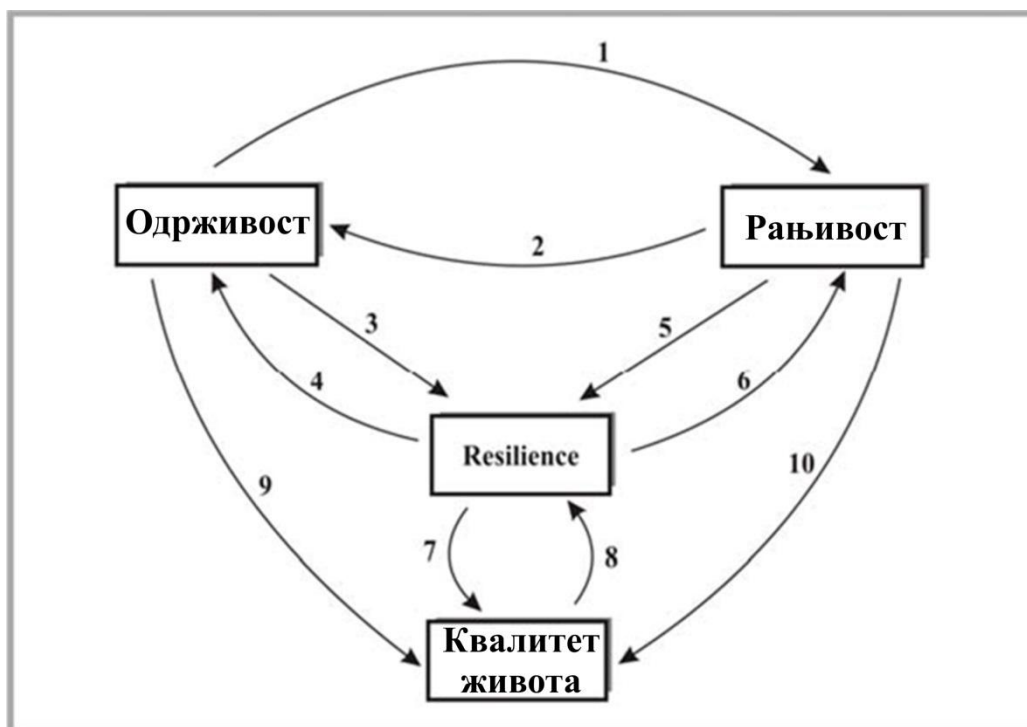 1
Одрживост
Рањивост
2
3
5
4
6
Resilience
9
10
7
8
Квалитет
живота